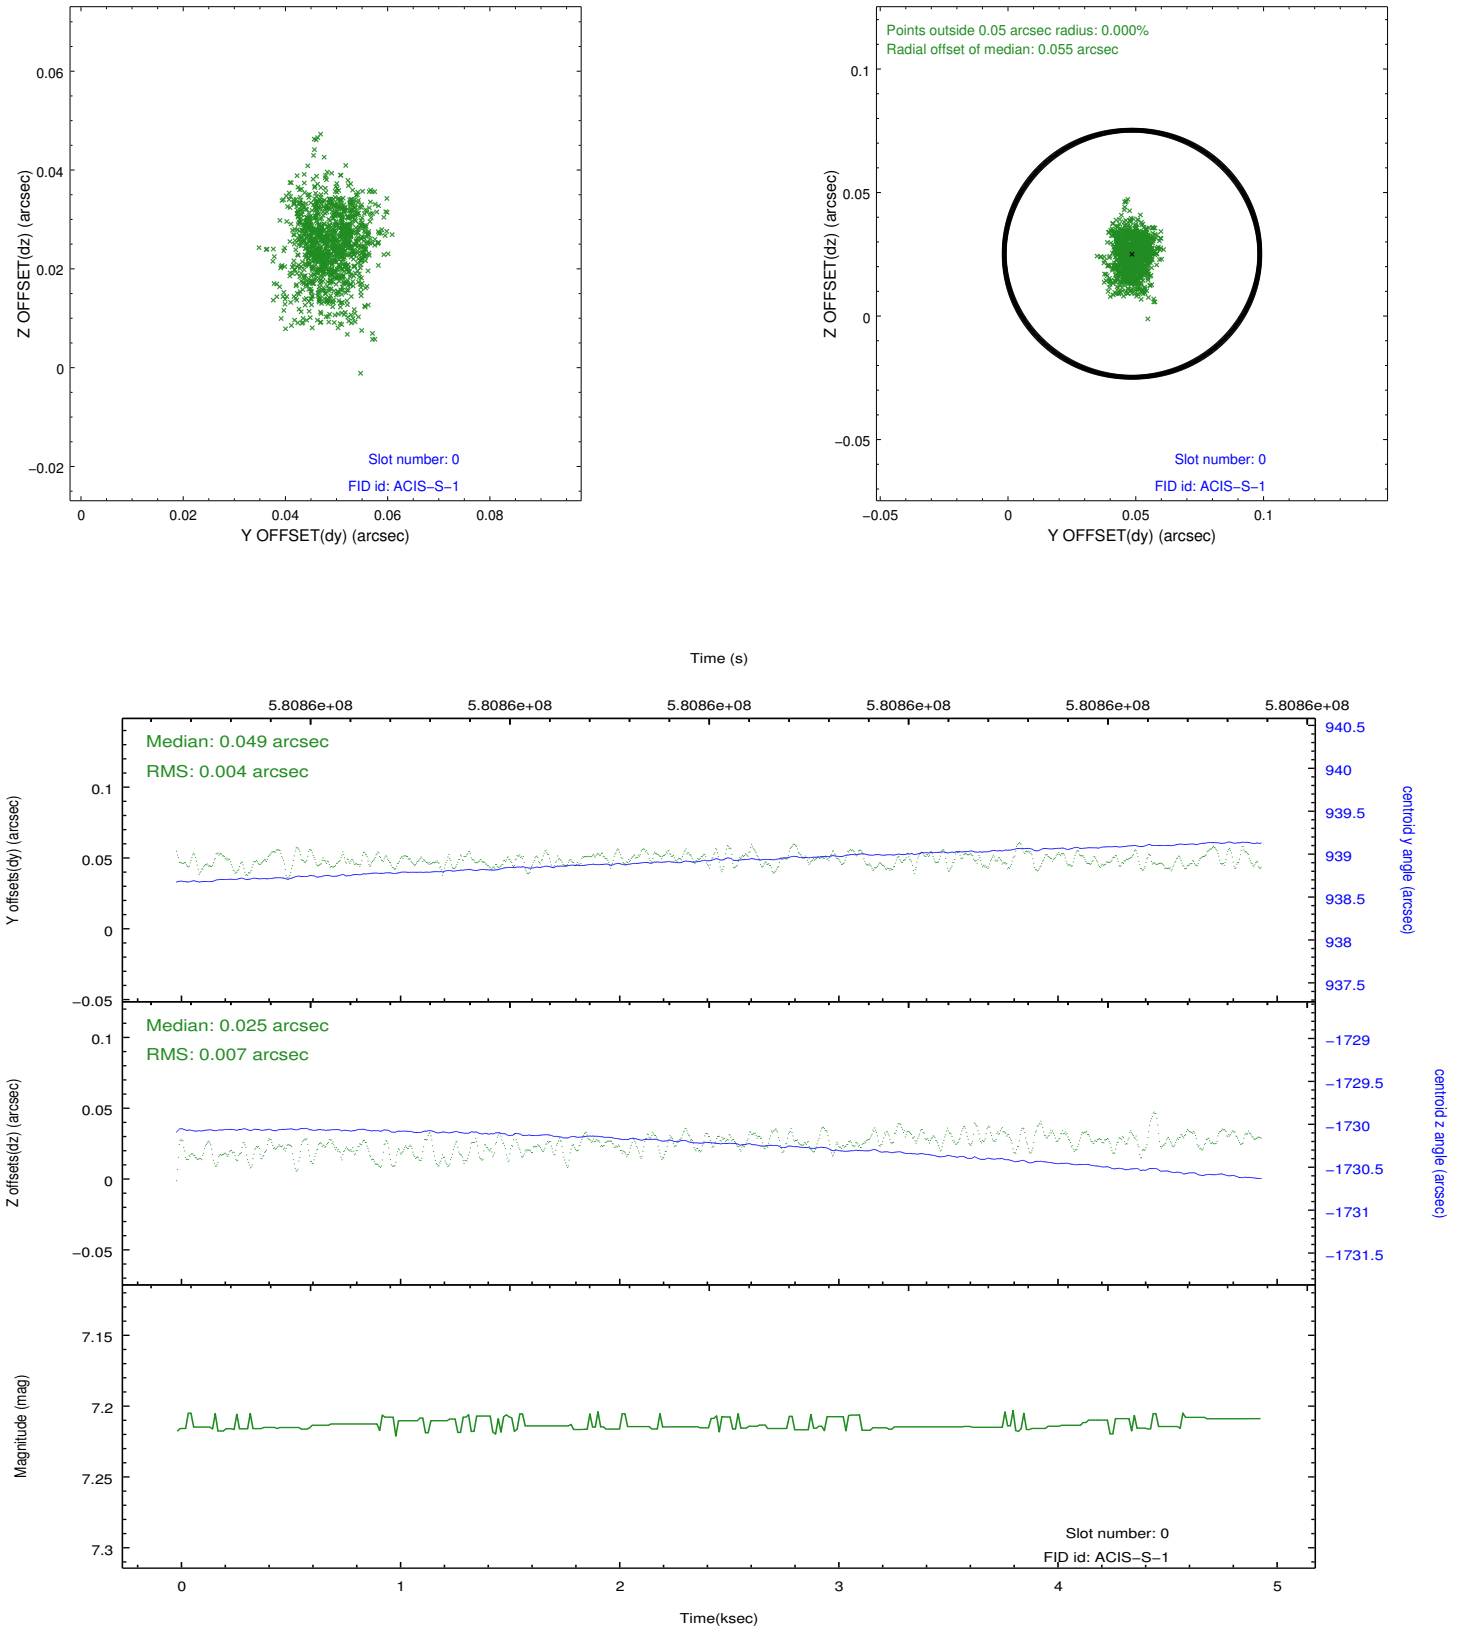 0.06
0.04
0.02
0
−0.02
Z OFFSET(dz) (arcsec)
Slot number: 0
FID id: ACIS−S−1
0 0.02 0.04 0.06 0.08
Y OFFSET(dy) (arcsec)
Points outside 0.05 arcsec radius: 0.000%
Radial offset of median: 0.055 arcsec
0.1
0.05
0
−0.05
Z OFFSET(dz) (arcsec)
Slot number: 0
FID id: ACIS−S−1
−0.05 0 0.05 0.1
Y OFFSET(dy) (arcsec)
Time (s)
5.8086e+08 5.8086e+08 5.8086e+08 5.8086e+08 5.8086e+08 5.8086e+08
Median: 0.049 arcsec
RMS: 0.004 arcsec
0.1
0.05
0
−0.05
Y offsets(dy) (arcsec)
940.5
940
939.5
939
938.5
938
937.5
centroid y angle (arcsec)
Median: 0.025 arcsec
RMS: 0.007 arcsec
0.1
0.05
0
−0.05
Z offsets(dz) (arcsec)
−1729
−1729.5
−1730
−1730.5
−1731
−1731.5
centroid z angle (arcsec)
7.15
7.2
7.25
7.3
Magnitude (mag)
Slot number: 0
FID id: ACIS−S−1
0 1 2 3 4 5
Time(ksec)